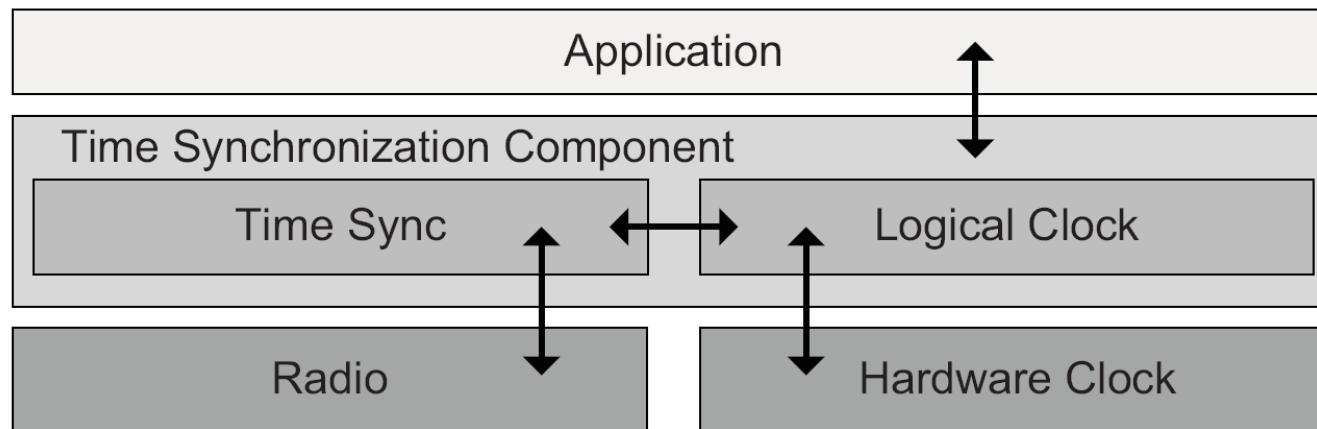 Application
Time Synchronization Component
Time Sync
Logical Clock
Radio
Hardware Clock